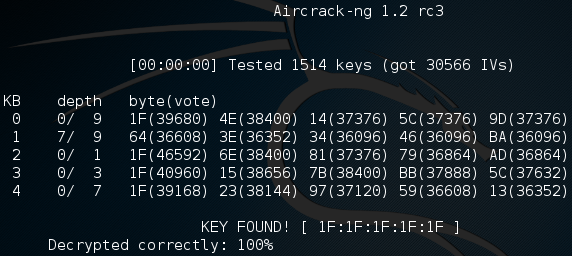 Aircrack-ng 1.2 rc3
[00:00:00] Tested 1514 keys (got 30566 IVs)
KB    depth   byte(vote)
0    0/  9   1F(39680) 4E(38400) 14(37376) 5C(37376) 9D(37376)
1    7/  9   64(36608) 3E(36352) 34(36096) 46(36096) BA(36096)
2    0/  1   1F(46592) 6E(38400) 81(37376) 79(36864) AD(36864)
3    0/  3   1F(40960) 15(38656) 7B(38400) BB(37888) 5C(37632)
4    0/  7   1F(39168) 23(38144) 97(37120) 59(36608) 13(36352)
KEY FOUND! [ 1F:1F:1F:1F:1F ]
Decrypted correctly: 100%